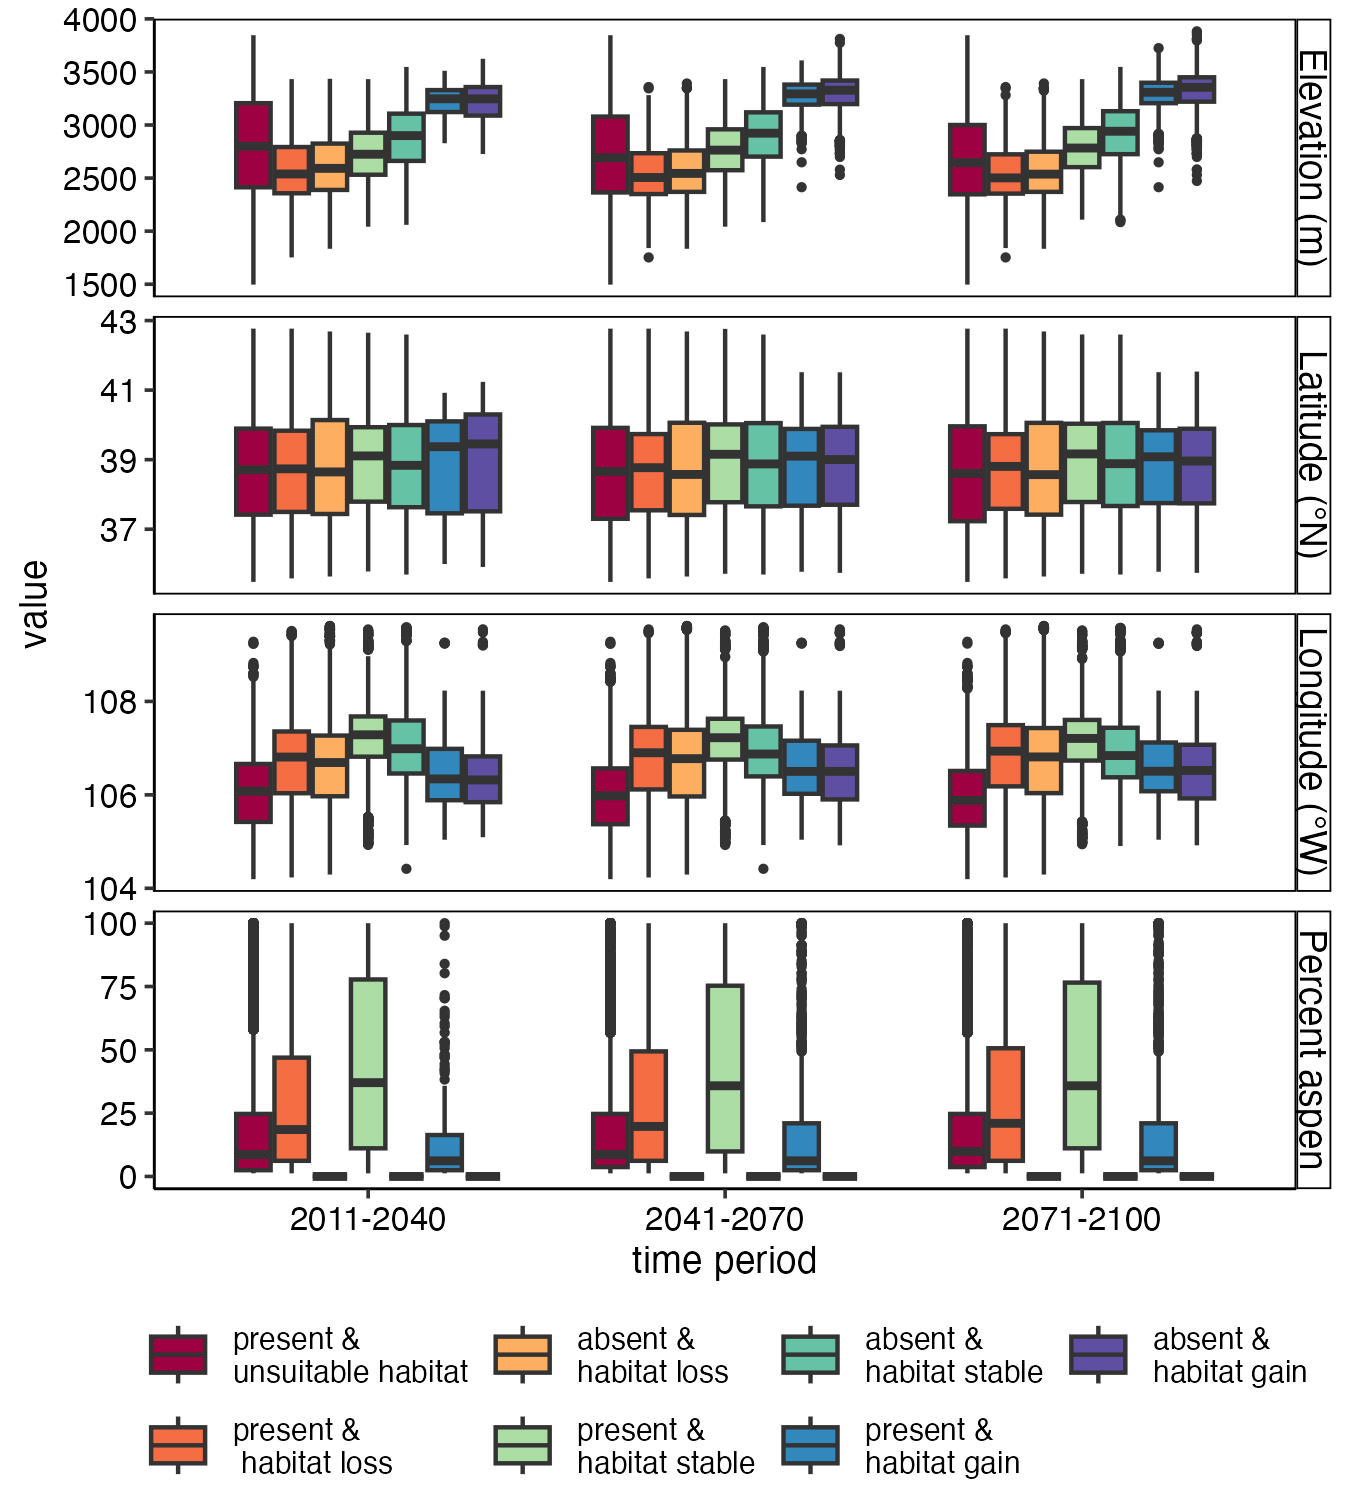 4000
3500
3000
2500
2000
1500
Elevation (m)
43
41
39
37
Latitude (°N)
value
108
106
104
Longitude (°W)
100
75
50
25
0
Percent aspen
2011-2040
2041-2070
2071-2100
time period
present &
unsuitable habitat
absent &
habitat loss
absent &
habitat stable
absent &
habitat gain
present &
habitat loss
present &
habitat stable
present &
habitat gain